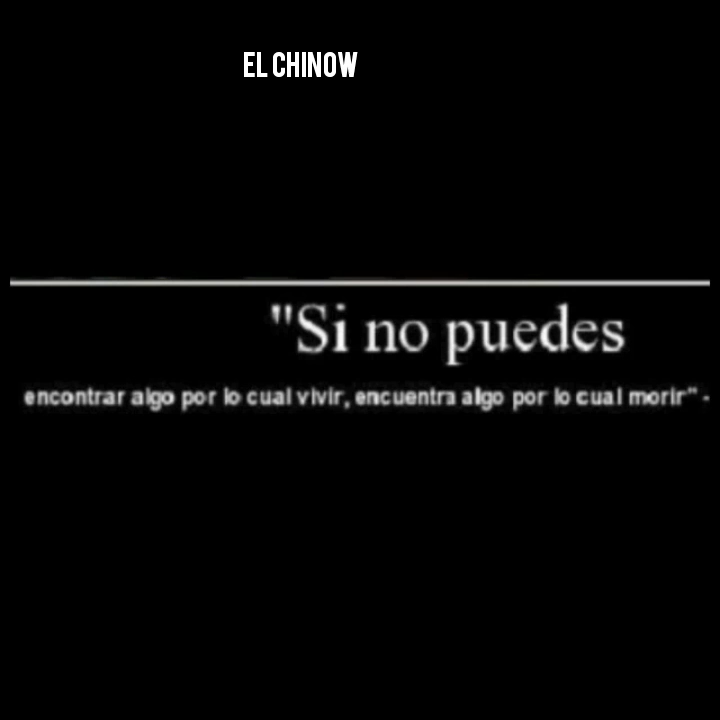 EL CHINOW
"Si no puedes
encontrar algo por lo cual vivir, encuentra algo por lo cual morir" -